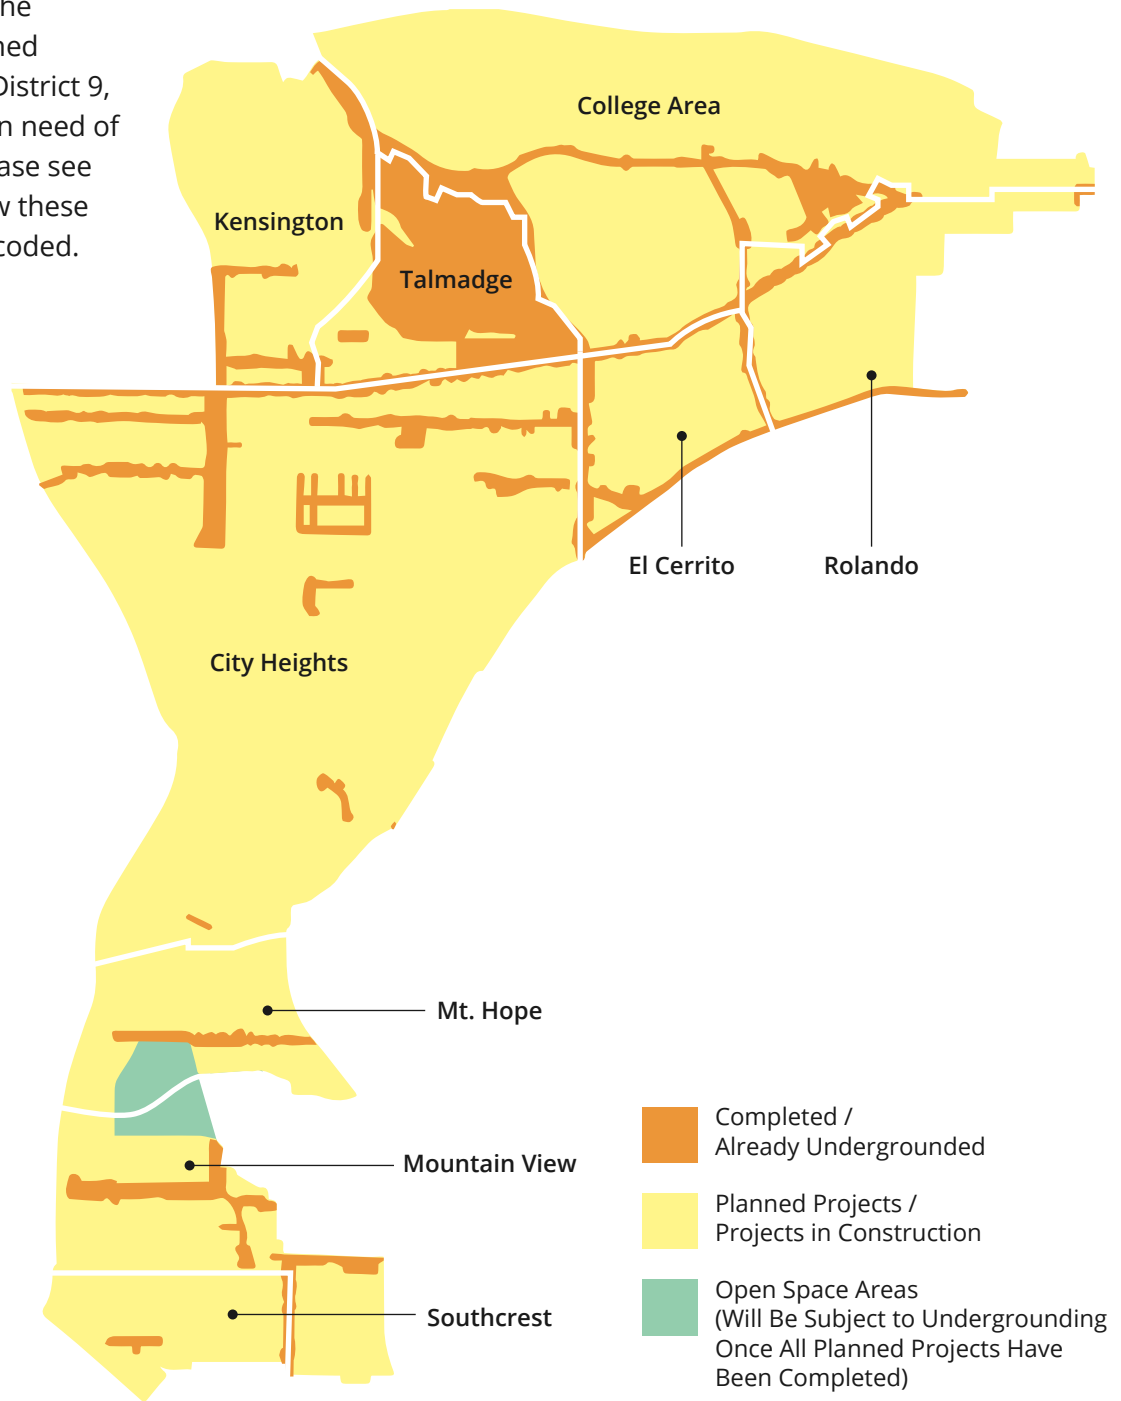 he
ned
District 9,
n need of
ase see
w these
coded.
College Area
Kensington
Talmadge
El Cerrito
Rolando
City Heights
Mt. Hope
Mountain View
Southcrest
Completed /
Already Undergrounded
Planned Projects /
Projects in Construction
Open Space Areas
(Will Be Subject to Undergrounding
Once All Planned Projects Have
Been Completed)